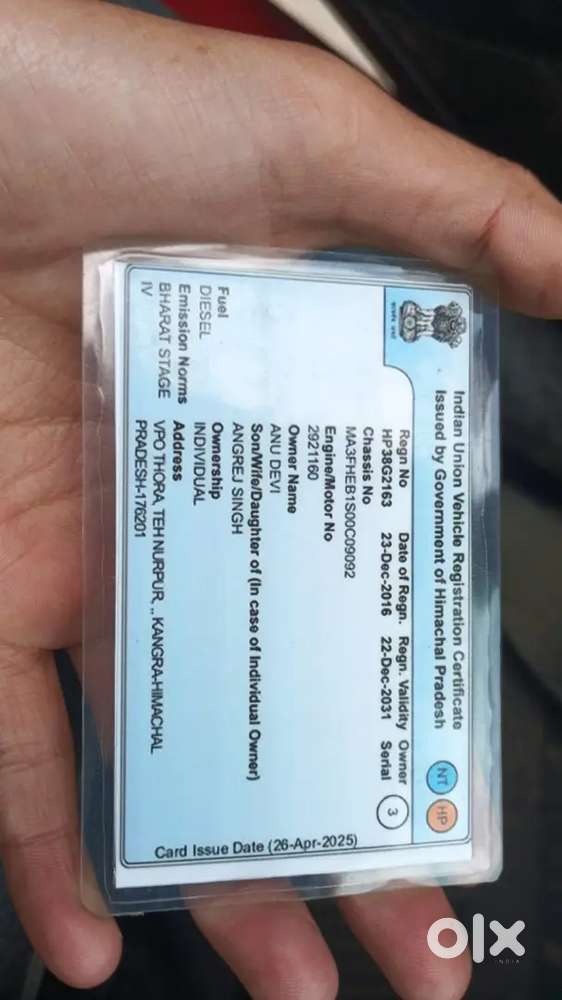 Indian Union Vehicle Registration Certificate
Issued by Government of Himachal Pradesh
NT HP
Regn No Date of Regn. Regn. Validity Owner
HP38G2163 23-Dec-2016 22-Dec-2031 Serial
3
Chassis No
MA3FHEB1S00C09092
Engine/Motor No
2921160
Owner Name
ANU DEVI
Son/Wife/Daughter of (In case of Individual Owner)
ANGREJ SINGH
Fuel
DIESEL
Ownership
INDIVIDUAL
Emission Norms
BHARAT STAGE
IV
Address
VPO THORA, TEH NURPUR, ,, KANGRA-HIMACHAL
PRADESH-176201
Card Issue Date (26-Apr-2025)
olx
INDIA